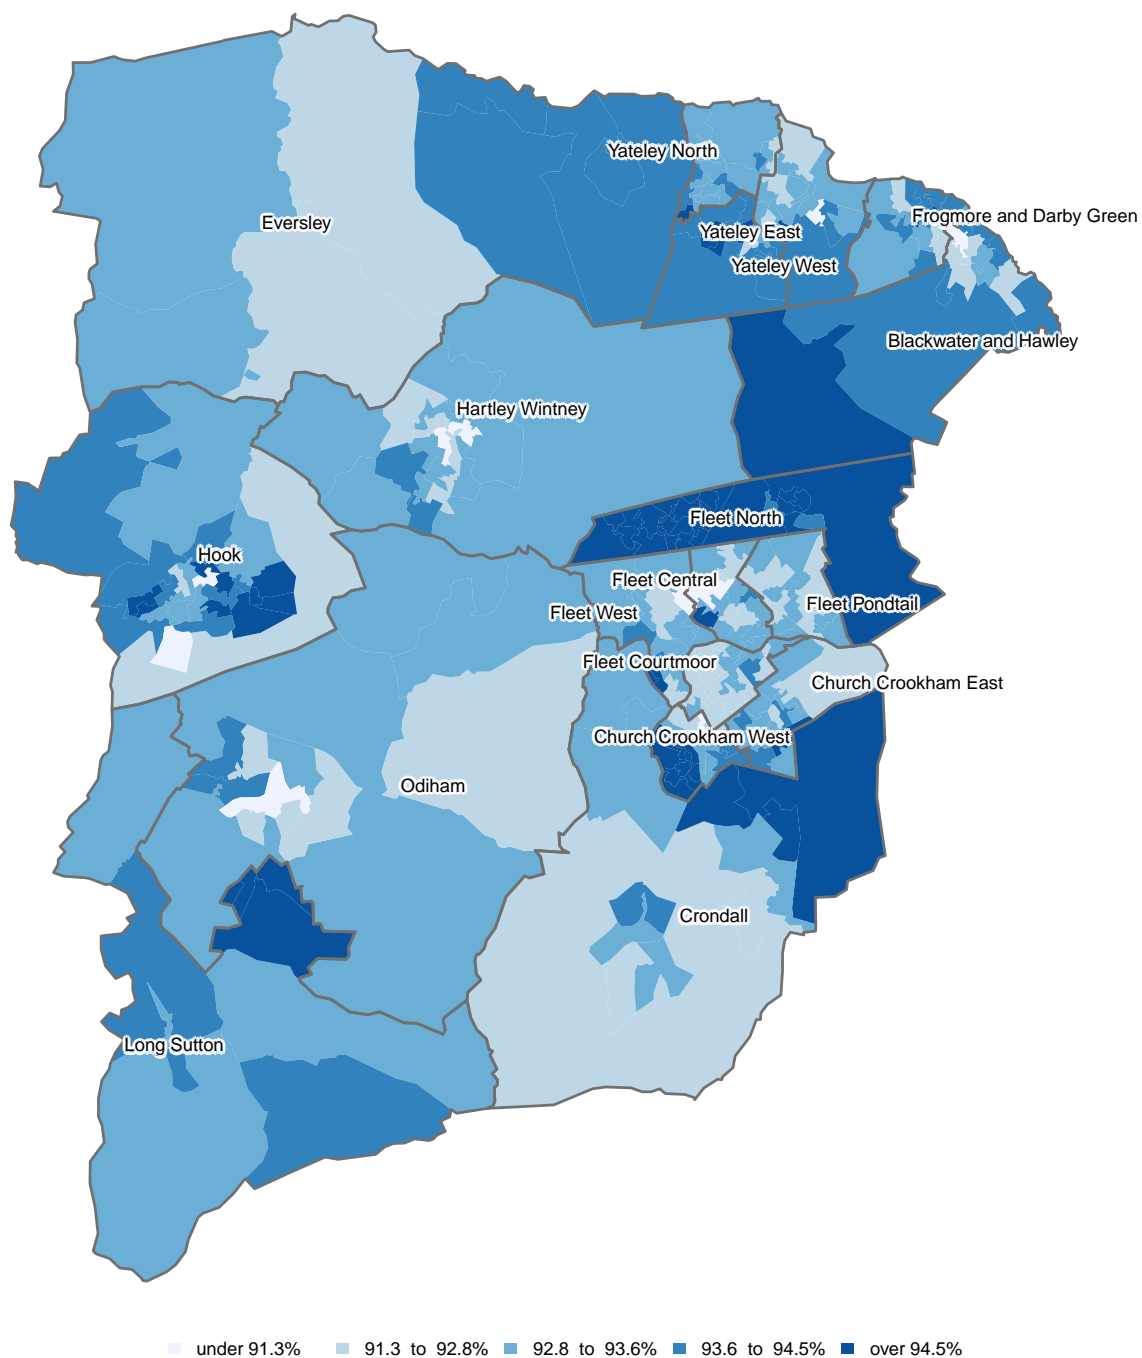 Yateley North
Frogmore and Darby Green
Eversley
Yateley East
Yateley West
Blackwater and Hawley
Hartley Wintney
Fleet North
Hook
Fleet Central
Fleet Pondtail
Fleet West
Fleet Courtmoor
Church Crookham East
Church Crookham West
Odiham
Crondall
Long Sutton
under 91.3% 91.3 to 92.8% 92.8 to 93.6% 93.6 to 94.5% over 94.5%